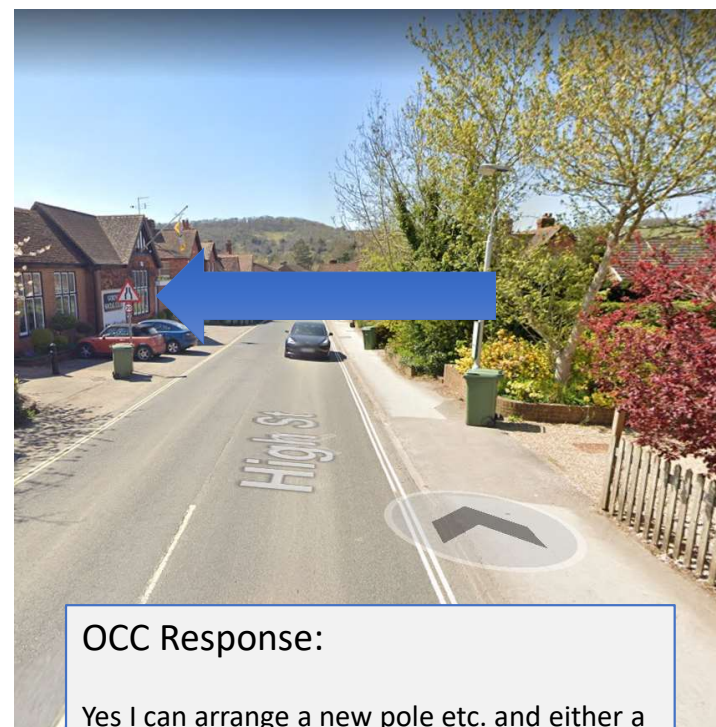 High St
OCC Response:
Yes I can arrange a new pole etc. and either a